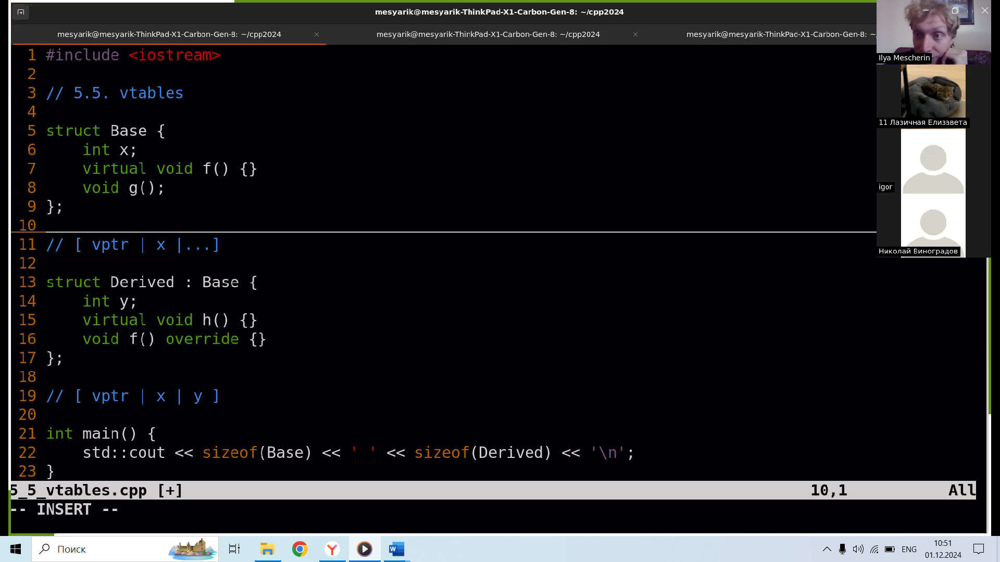 mesyarik@mesyarik-ThinkPad-X1-Carbon-Gen-8: ~/cpp2024
mesyarik@mesyarik-ThinkPad-X1-Carbon-Gen-8: ~/cpp2024 × mesyarik@mesyarik-ThinkPad-X1-Carbon-Gen-8: ~/cpp2024 × mesyarik@mesyarik-ThinkPad-X1-Carbon-Gen-8: ~/
1 #include <iostream>
2
3 // 5.5. vtables
4
5 struct Base {
6     int x;
7     virtual void f() {}
8     void g();
9 };
10
11 // [ vptr | x |...]
12
13 struct Derived : Base {
14     int y;
15     virtual void h() {}
16     void f() override {}
17 };
18
19 // [ vptr | x | y ]
20
21 int main() {
22     std::cout << sizeof(Base) << ' ' << sizeof(Derived) << '\n';
23 }
5_5_vtables.cpp [+] 10,1 All
-- INSERT --
Ilya Mescherin
11 Лазичная Елизавета
igor
Николай Виноградов
Поиск
W
ENG
10:51
01.12.2024